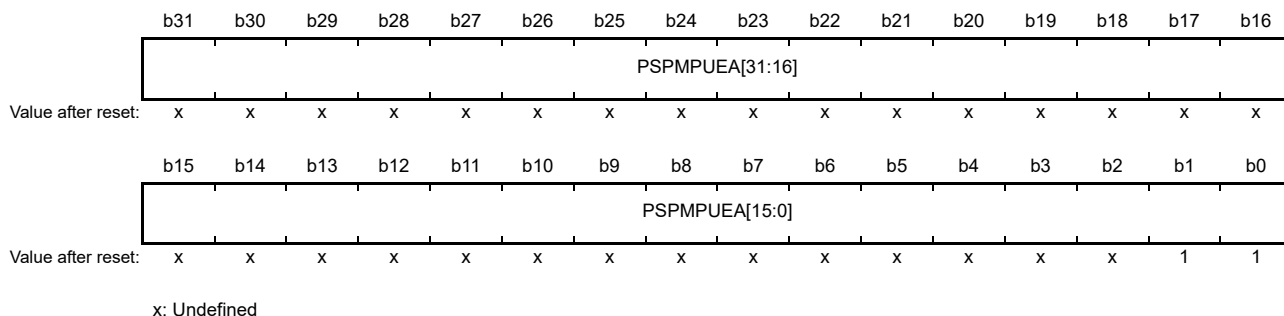 b31 b30 b29 b28 b27 b26 b25 b24 b23 b22 b21 b20 b19 b18 b17 b16
PSPMPUEA[31:16]
Value after reset: x x x x x x x x x x x x x x x x
b15 b14 b13 b12 b11 b10 b9 b8 b7 b6 b5 b4 b3 b2 b1 b0
PSPMPUEA[15:0]
Value after reset: x x x x x x x x x x x x x x 1 1
x: Undefined